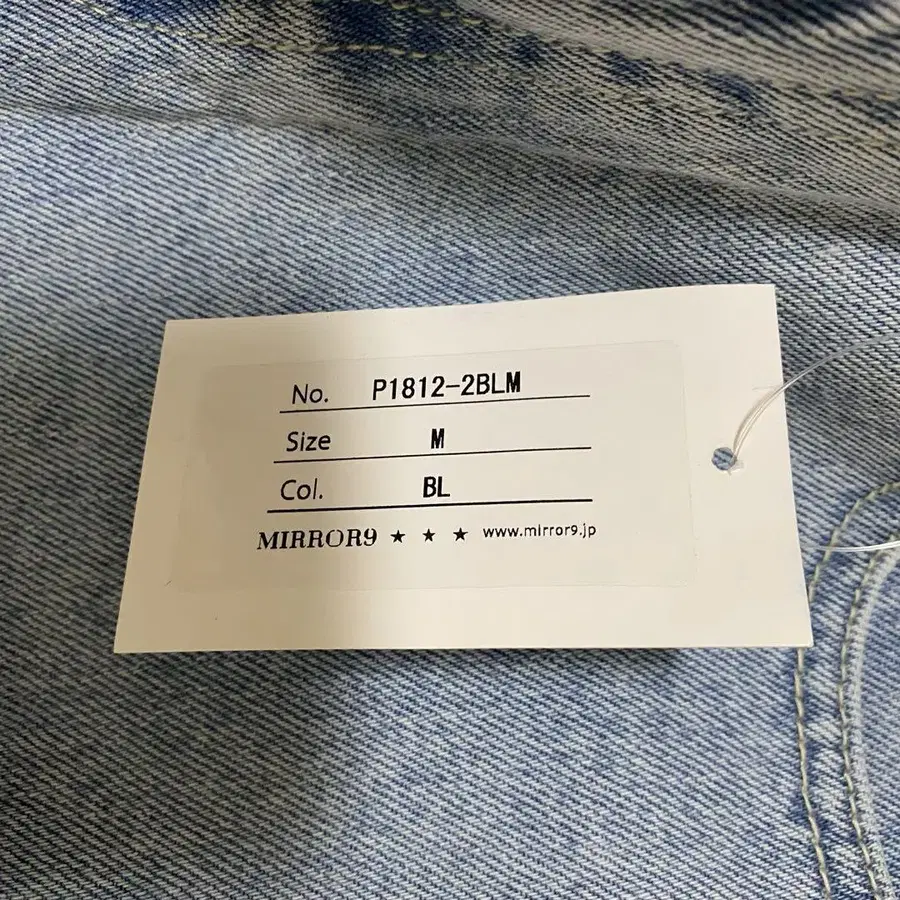 No. P1812-2BLM
Size M
Col. BL
MIRROR9 ★ ★ ★ www.mirror9.jp